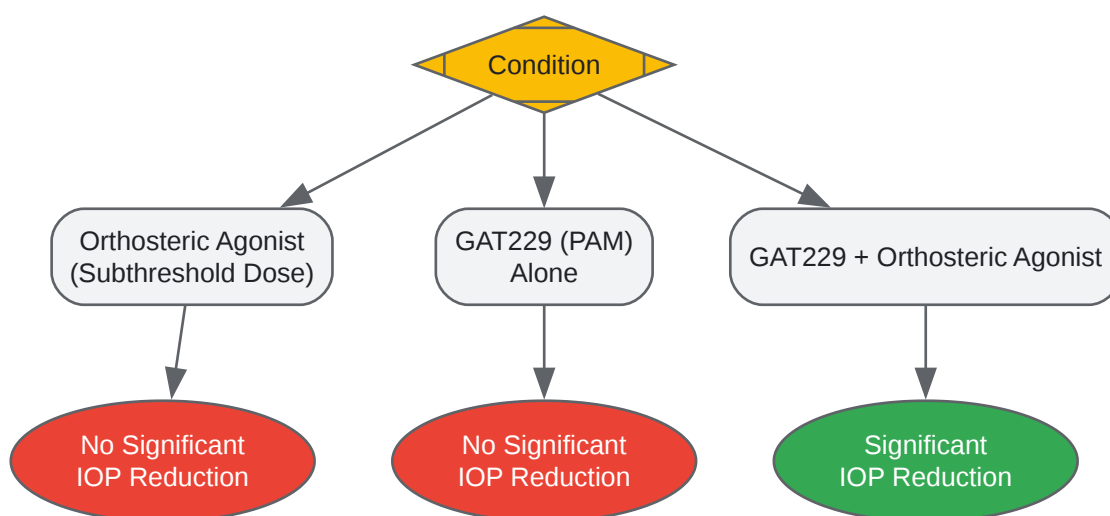 Condition
Orthosteric Agonist
(Subthreshold Dose)
GAT229 (PAM)
Alone
GAT229 + Orthosteric Agonist
No Significant
IOP Reduction
No Significant
IOP Reduction
Significant
IOP Reduction